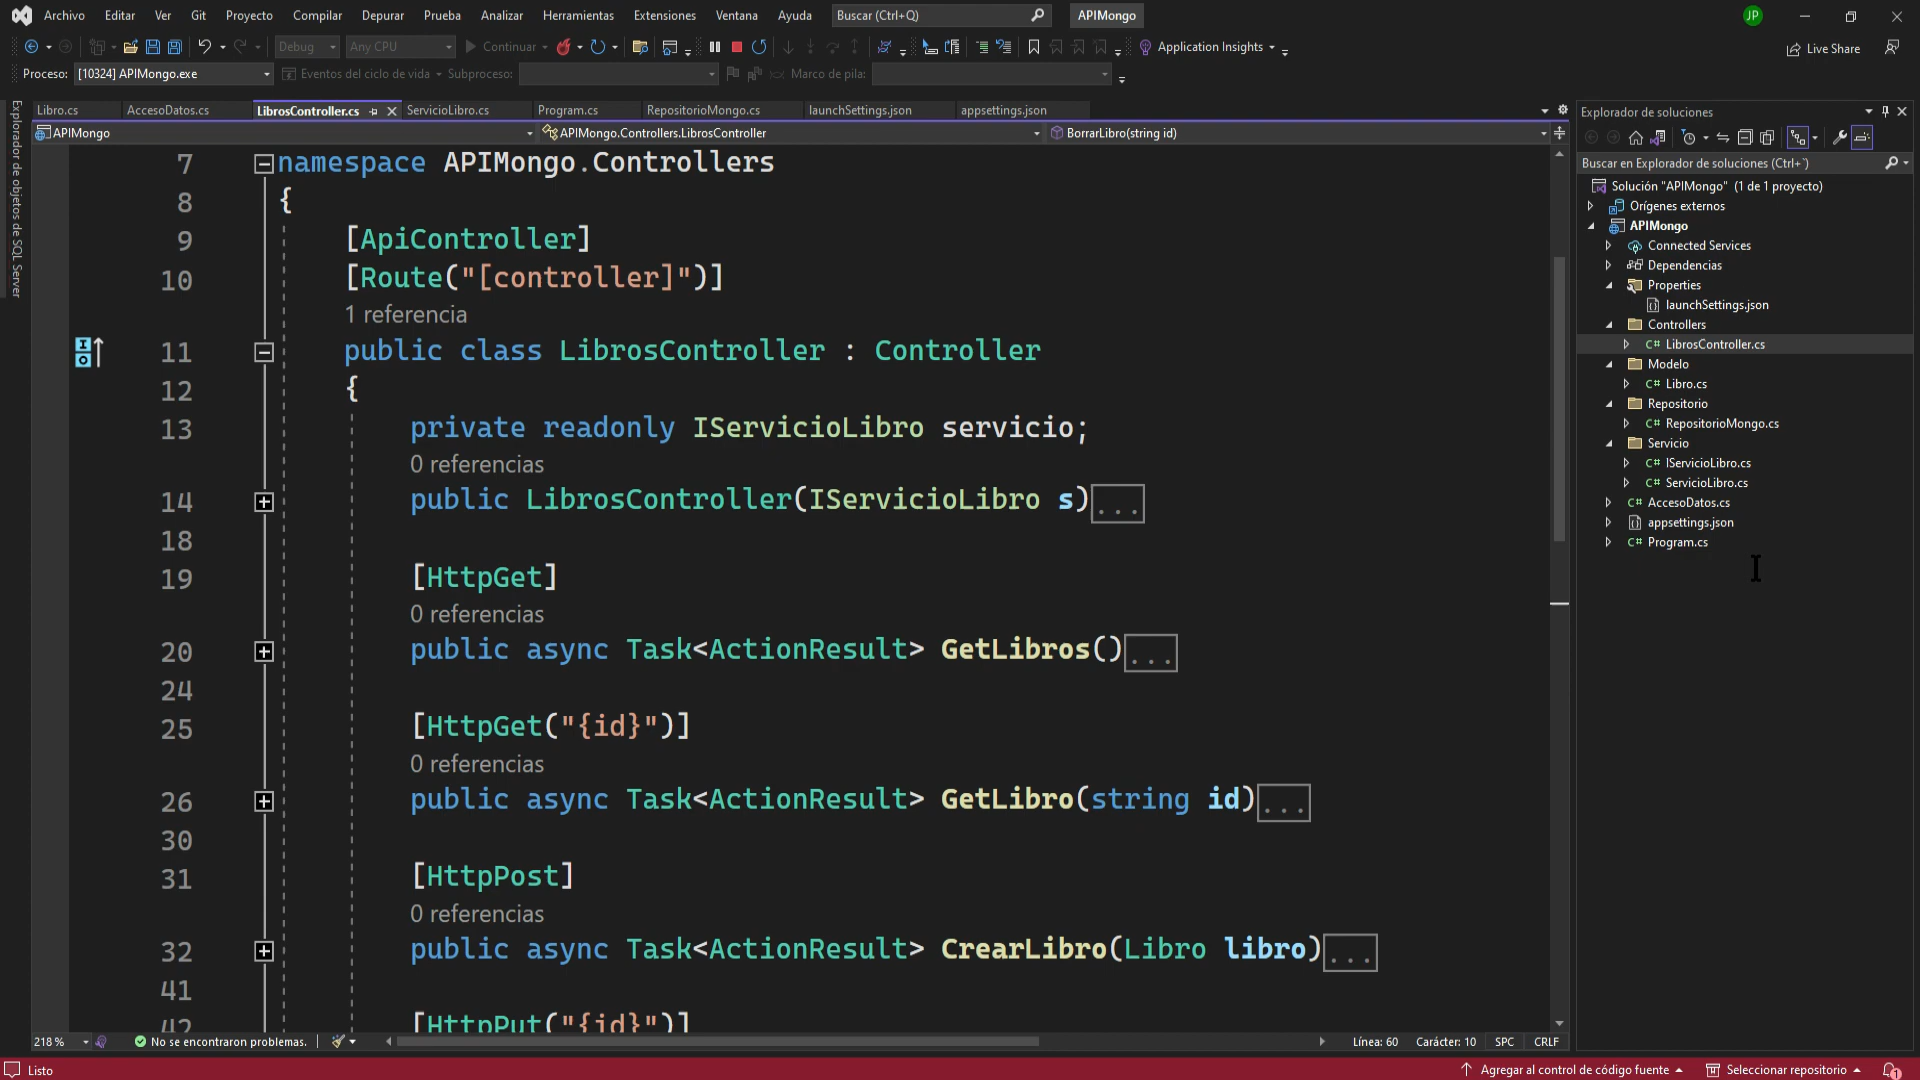 Archivo Editar Ver Git Proyecto Compilar Depurar Prueba Analizar Herramientas Extensiones Ventana Ayuda Buscar (Ctrl+Q) APIMongo JP
Debug Any CPU Continuar Application Insights Live Share
Proceso: [10324] APIMongo.exe Eventos del ciclo de vida Subproceso: Marco de pila:
Explorador de objetos de SQL Server
Libro.cs AccesoDatos.cs LibrosController.cs ServicioLibro.cs Program.cs RepositorioMongo.cs launchSettings.json appsettings.json
APIMongo APIMongo.Controllers.LibrosController BorrarLibro(string id)
7 namespace APIMongo.Controllers
8 {
9 [ApiController]
10 [Route("[controller]")]
1 referencia
11 public class LibrosController : Controller
12 {
13 private readonly IServicioLibro servicio;
0 referencias
14 public LibrosController(IServicioLibro s)...
18
19 [HttpGet]
0 referencias
20 public async Task<ActionResult> GetLibros()...
24
25 [HttpGet("{id}")]
0 referencias
26 public async Task<ActionResult> GetLibro(string id)...
30
31 [HttpPost]
0 referencias
32 public async Task<ActionResult> CrearLibro(Libro libro)...
41
42 [HttpPut("{id}")]
218 % No se encontraron problemas. Línea: 60 Carácter: 10 SPC CRLF
Explorador de soluciones
Buscar en Explorador de soluciones (Ctrl+`)
Solución "APIMongo" (1 de 1 proyecto)
Orígenes externos
APIMongo
Connected Services
Dependencias
Properties
launchSettings.json
Controllers
C# LibrosController.cs
Modelo
C# Libro.cs
Repositorio
C# RepositorioMongo.cs
Servicio
C# IServicioLibro.cs
C# ServicioLibro.cs
C# AccesoDatos.cs
appsettings.json
C# Program.cs
Listo Agregar al control de código fuente Seleccionar repositorio 1